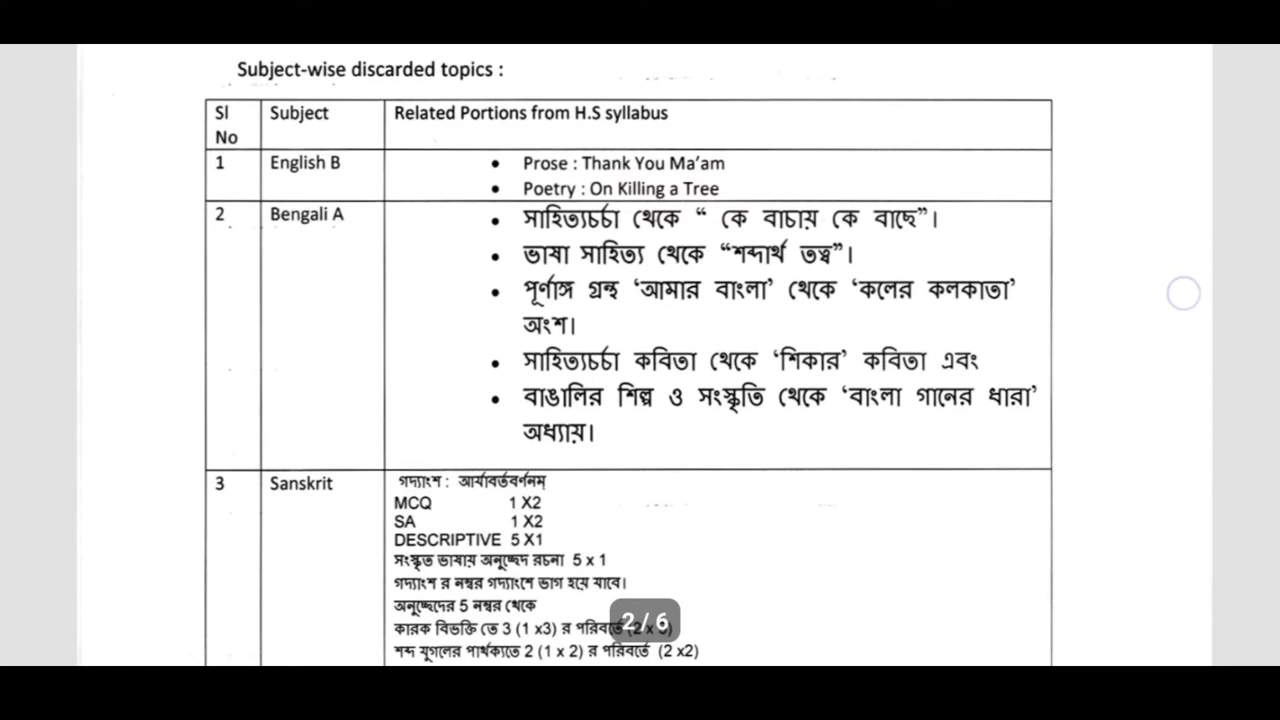 Subject-wise discarded topics :
Sl No Subject Related Portions from H.S syllabus
1 English B • Prose : Thank You Ma'am
• Poetry : On Killing a Tree
2 Bengali A • সাহিত্যচর্চা থেকে “ কে বাচায় কে বাছে”।
• ভাষা সাহিত্য থেকে “শব্দার্থ তত্ব”।
• পূর্ণাঙ্গ গ্রন্থ ‘আমার বাংলা’ থেকে ‘কলের কলকাতা’
অংশ।
• সাহিত্যচর্চা কবিতা থেকে ‘শিকার’ কবিতা এবং
• বাঙালির শিল্প ও সংস্কৃতি থেকে ‘বাংলা গানের ধারা’
অধ্যায়।
3 Sanskrit গদ্যাংশ : আর্যাবর্তবর্ণনম্
MCQ 1 X2
SA 1 X2
DESCRIPTIVE 5 X1
সংস্কৃত ভাষায় অনুচ্ছেদ রচনা 5 x 1
গদ্যাংশ র নম্বর গদ্যাংশে ভাগ হয়ে যাবে।
অনুচ্ছেদের 5 নম্বর থেকে
2 / 6
কারক বিভক্তি তে 3 (1 x3) র পরিবর্তে (2 x 3)
শব্দ যুগলের পার্থক্যতে 2 (1 x 2) র পরিবর্তে (2 x2)